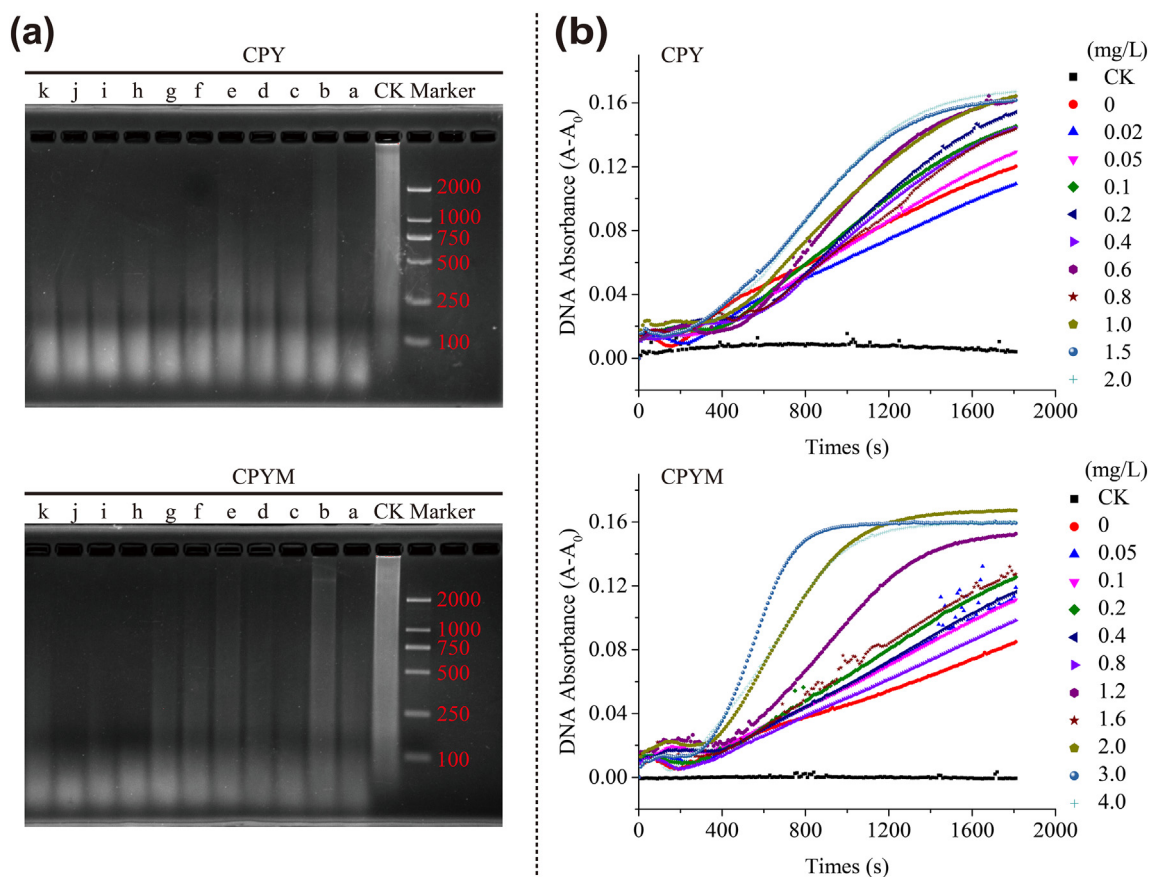 (a)
CPY
k j i h g f e d c b a CK Marker
2000
1000
750
500
250
100
CPYM
k j i h g f e d c b a CK Marker
2000
1000
750
500
250
100
(b)
CPY
DNA Absorbance (A-A₀)
0.16
0.12
0.08
0.04
0.00
0 400 800 1200 1600 2000
Times (s)
(mg/L)
CK
0
0.02
0.05
0.1
0.2
0.4
0.6
0.8
1.0
1.5
2.0
CPYM
DNA Absorbance (A-A₀)
0.16
0.12
0.08
0.04
0.00
0 400 800 1200 1600 2000
Times (s)
(mg/L)
CK
0
0.05
0.1
0.2
0.4
0.8
1.2
1.6
2.0
3.0
4.0